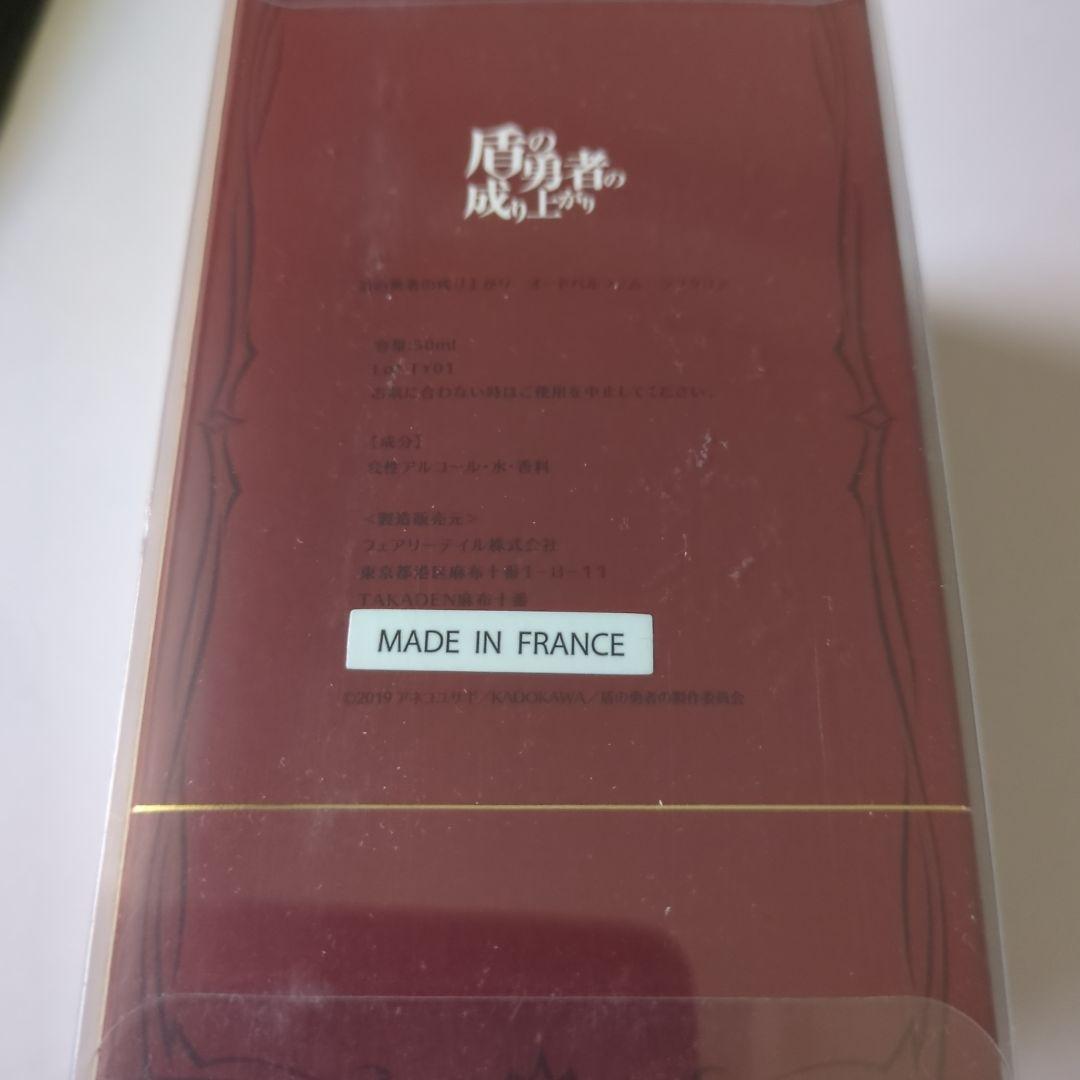 盾の勇者の
成り上がり
盾の勇者の成り上がり オードパルファム ラフタリア
容量:50ml
Lot.TY01
お肌に合わない時はご使用を中止してください。
【成分】
変性アルコール・水・香料
<製造販売元>
フェアリーテイル株式会社
東京都港区麻布十番1-8-11
TAKADEN麻布十番
MADE IN FRANCE
©2019 アネコユサギ/KADOKAWA/盾の勇者の製作委員会